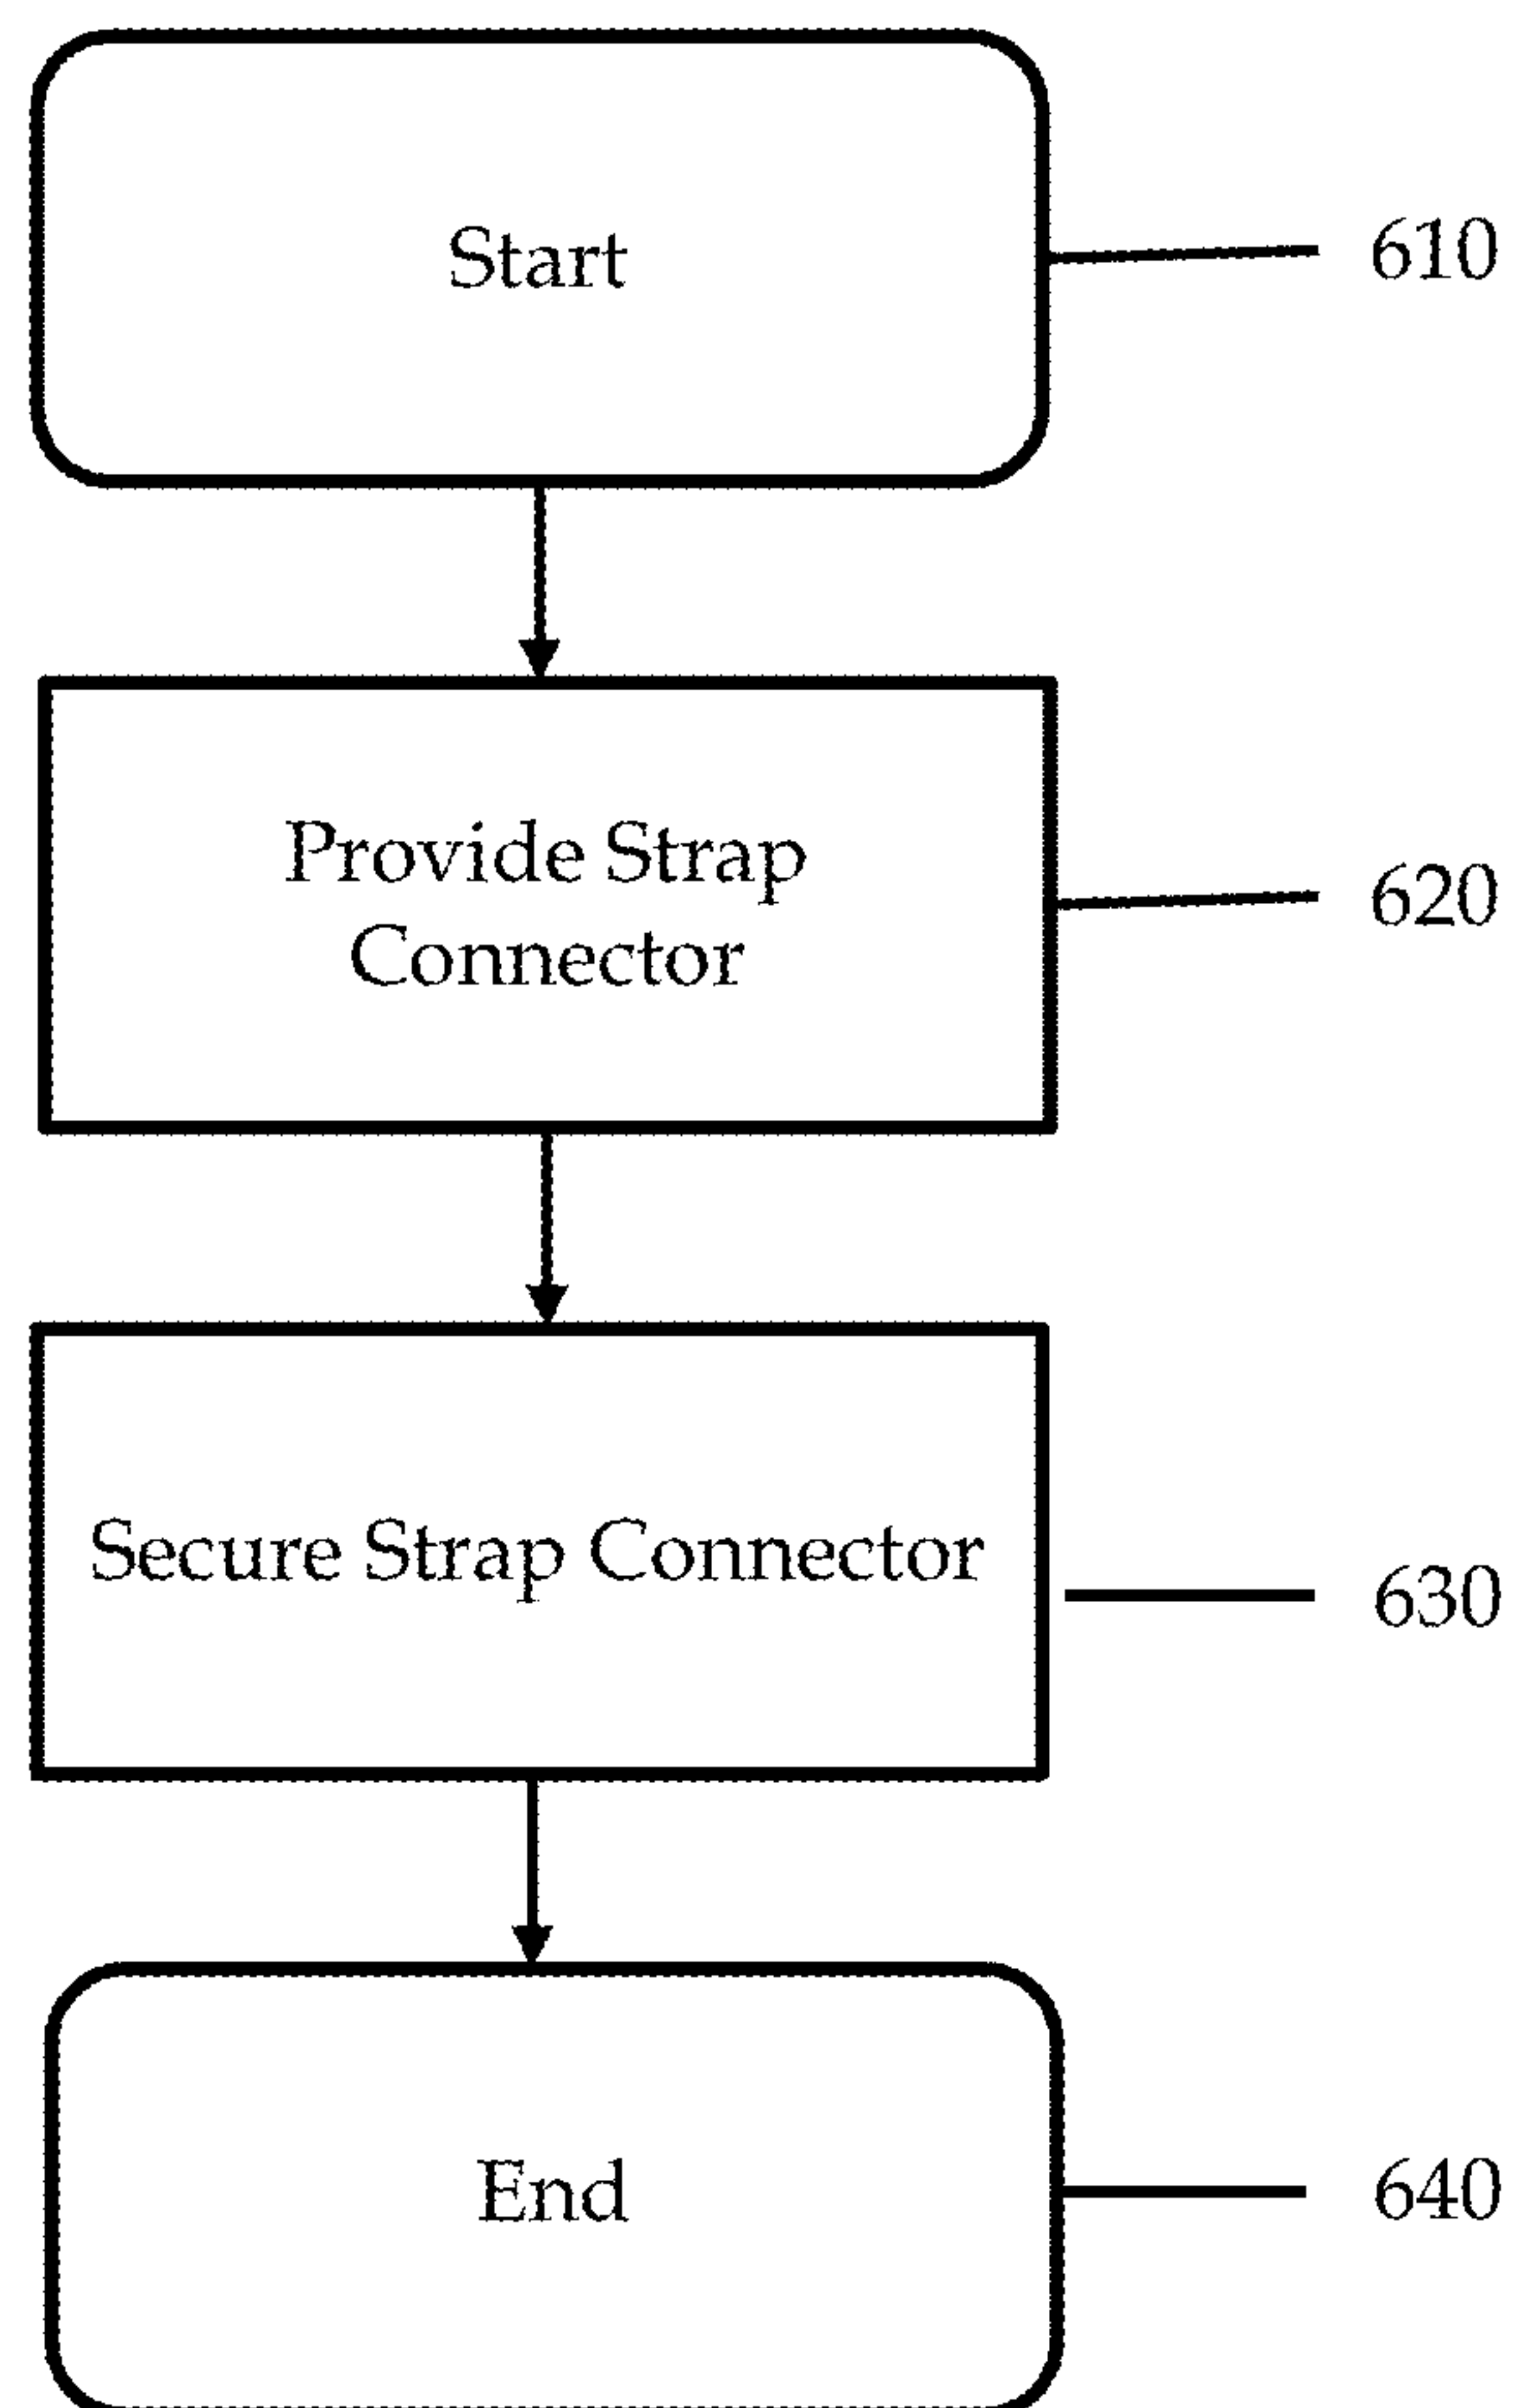 Start
610
Provide Strap
Connector
620
Secure Strap Connector
630
End
640